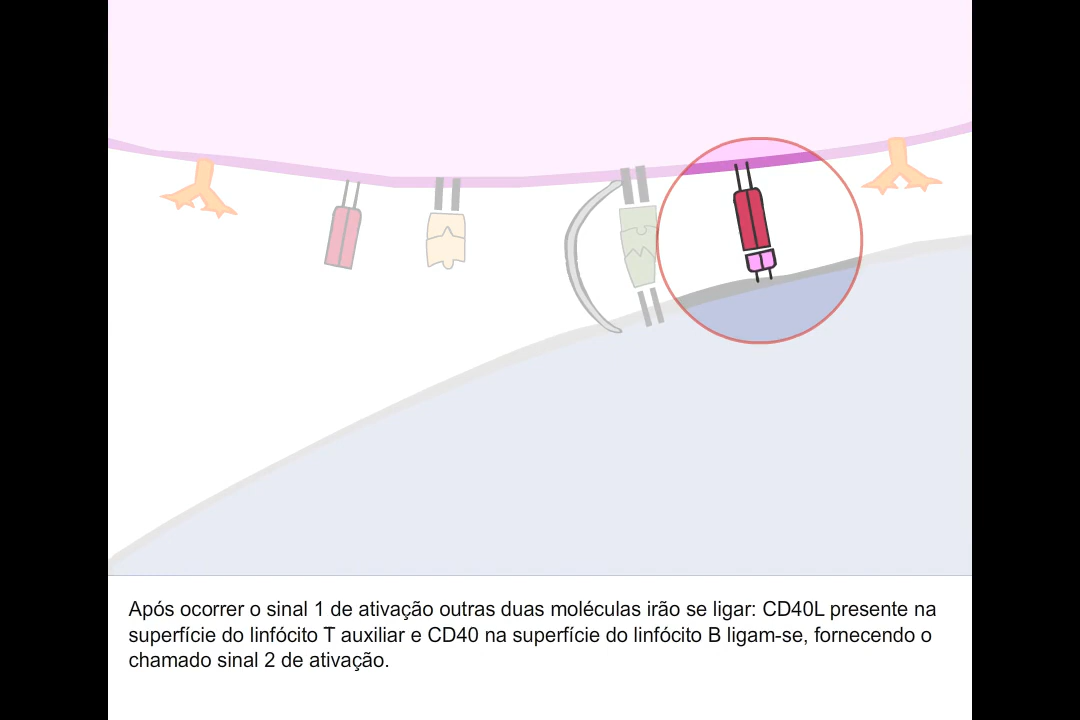 Após ocorrer o sinal 1 de ativação outras duas moléculas irão se ligar: CD40L presente na
superfície do linfócito T auxiliar e CD40 na superfície do linfócito B ligam-se, fornecendo o
chamado sinal 2 de ativação.